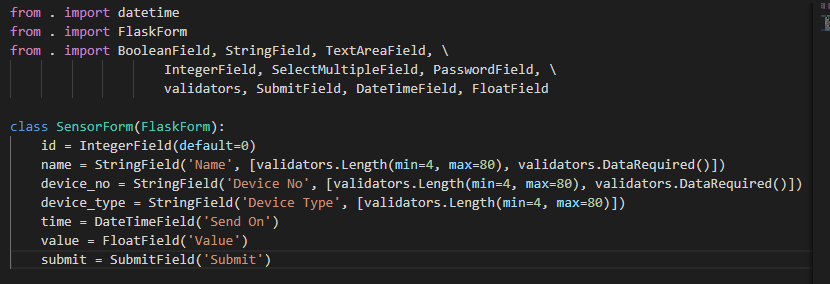 from . import datetime
from . import FlaskForm
from . import BooleanField, StringField, TextAreaField, \
                    IntegerField, SelectMultipleField, PasswordField, \
                    validators, SubmitField, DateTimeField, FloatField

class SensorForm(FlaskForm):
    id = IntegerField(default=0)
    name = StringField('Name', [validators.Length(min=4, max=80), validators.DataRequired()])
    device_no = StringField('Device No', [validators.Length(min=4, max=80), validators.DataRequired()])
    device_type = StringField('Device Type', [validators.Length(min=4, max=80)])
    time = DateTimeField('Send On')
    value = FloatField('Value')
    submit = SubmitField('Submit')